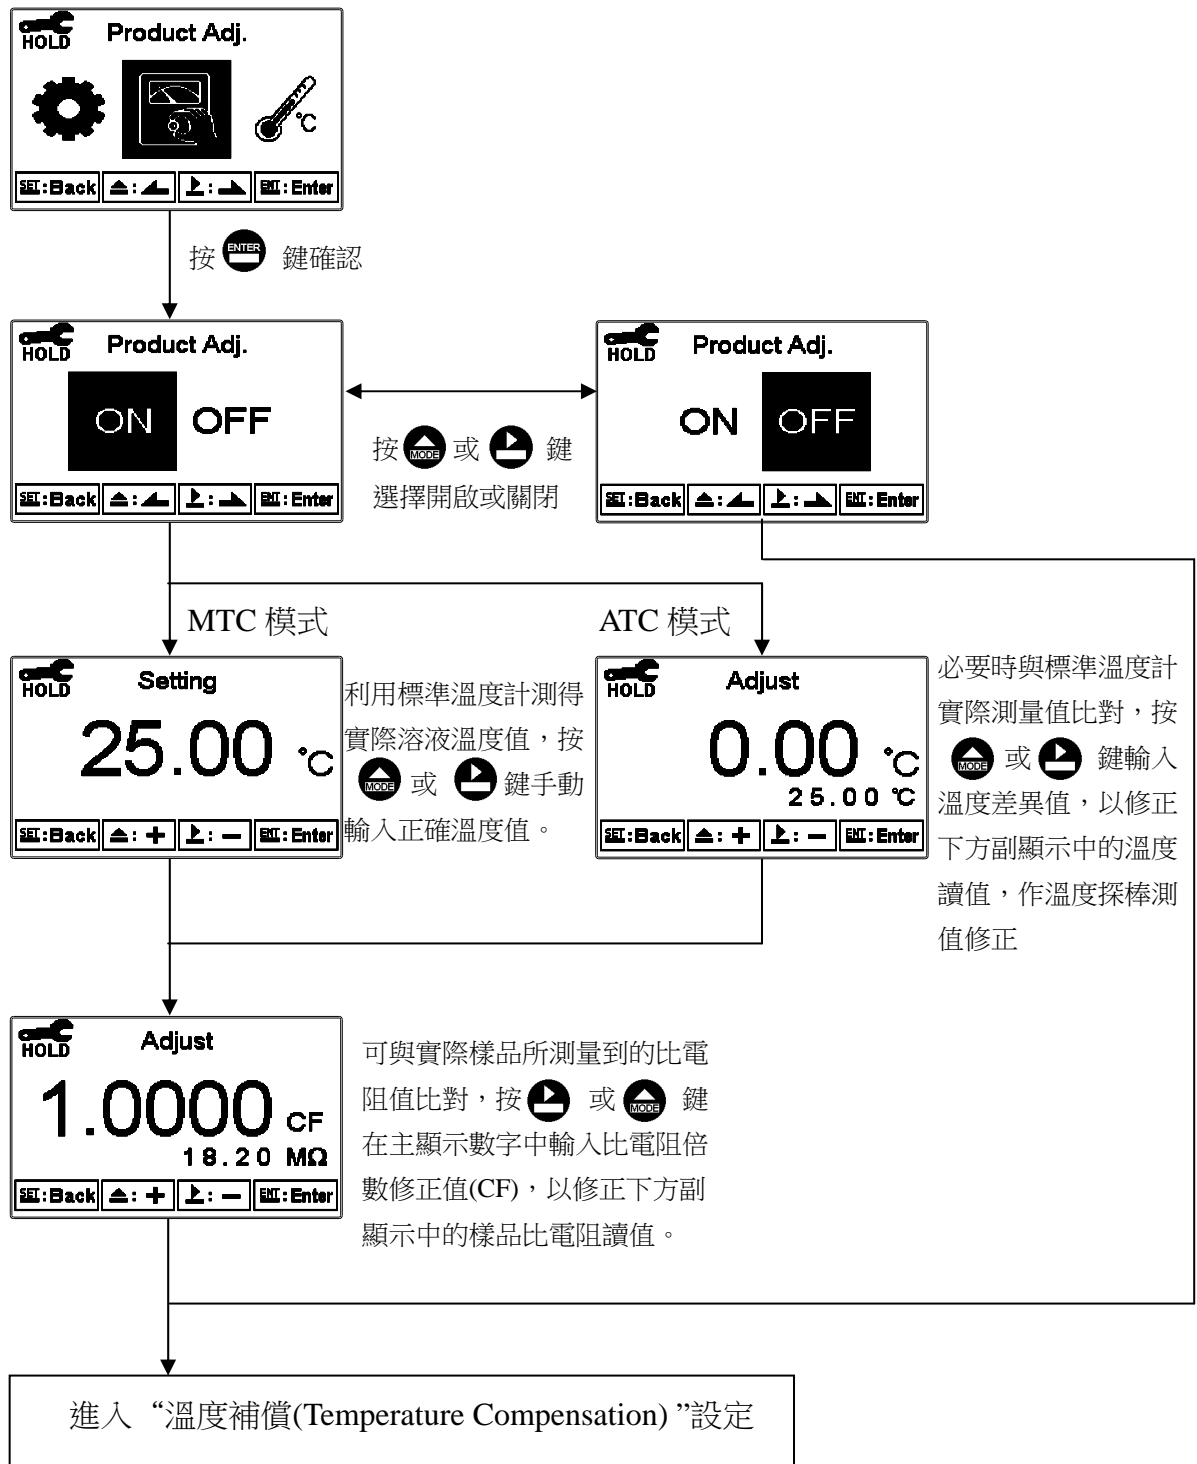 HOLD Product Adj.
°C
SET:Back ▲: ▶: ENT:Enter
按 ENTER 鍵確認
HOLD Product Adj.
ON OFF
SET:Back ▲: ▶: ENT:Enter
按 MODE 或 鍵
選擇開啟或關閉
HOLD Product Adj.
ON OFF
SET:Back ▲: ▶: ENT:Enter
MTC 模式
HOLD Setting
25.00 °C
SET:Back ▲:+ ▶:− ENT:Enter
利用標準溫度計測得
實際溶液溫度值，按
MODE 或 鍵手動
輸入正確溫度值。
ATC 模式
HOLD Adjust
0.00 °C
25.00 ℃
SET:Back ▲:+ ▶:− ENT:Enter
必要時與標準溫度計
實際測量值比對，按
MODE 或 鍵輸入
溫度差異值，以修正
下方副顯示中的溫度
讀值，作溫度探棒測
值修正
HOLD Adjust
1.0000 CF
18.20 MΩ
SET:Back ▲:+ ▶:− ENT:Enter
可與實際樣品所測量到的比電
阻值比對，按 或 MODE 鍵
在主顯示數字中輸入比電阻倍
數修正值(CF)，以修正下方副
顯示中的樣品比電阻讀值。
進入“溫度補償(Temperature Compensation) ”設定